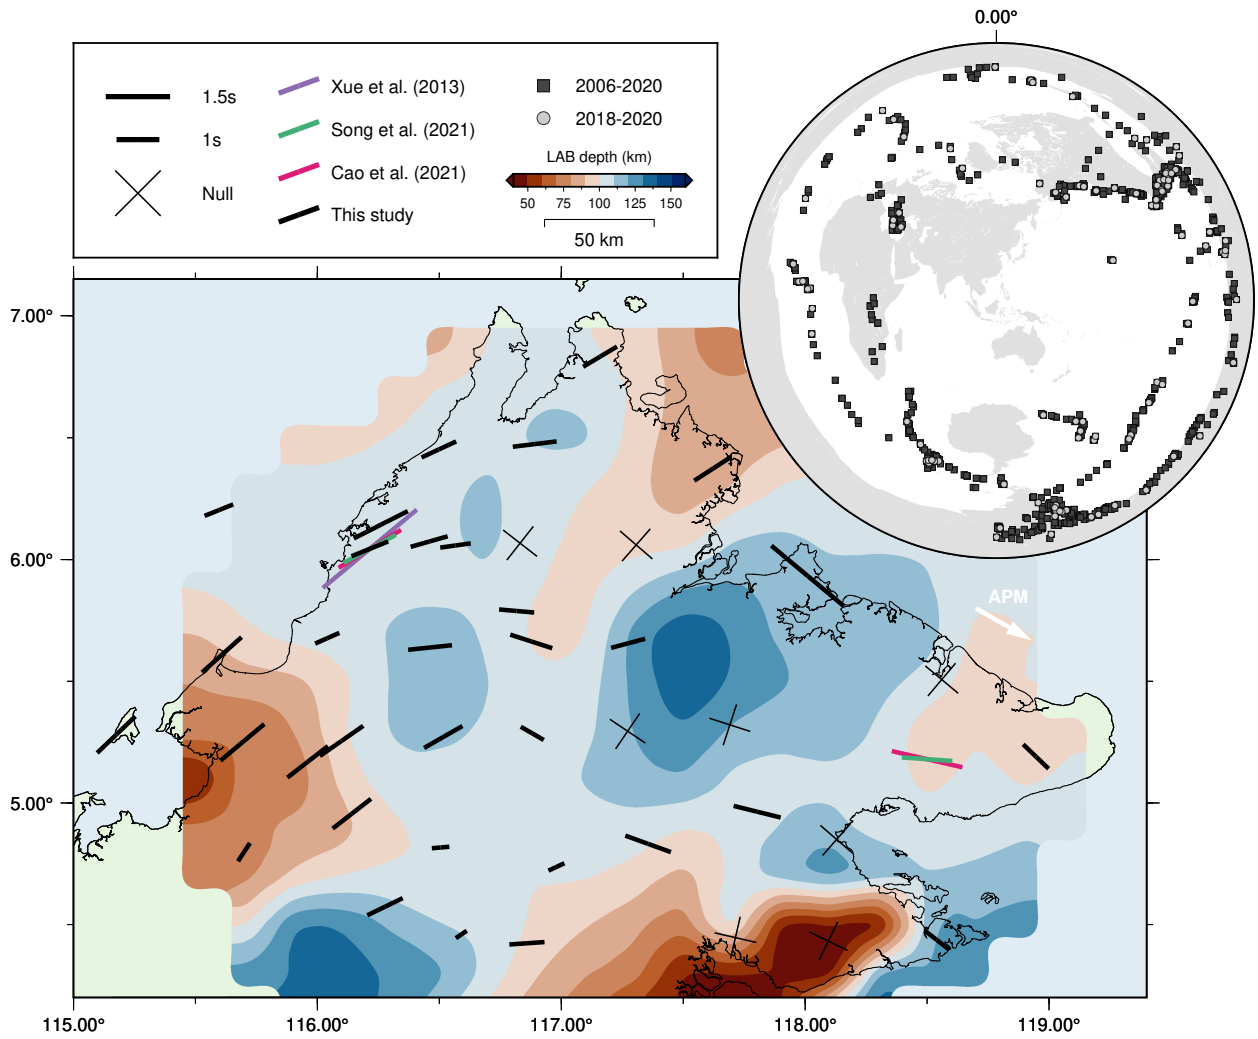 0.00°
1.5s
1s
Null
Xue et al. (2013)
Song et al. (2021)
Cao et al. (2021)
This study
2006-2020
2018-2020
LAB depth (km)
50 75 100 125 150
50 km
7.00°
6.00°
5.00°
APM
115.00° 116.00° 117.00° 118.00° 119.00°